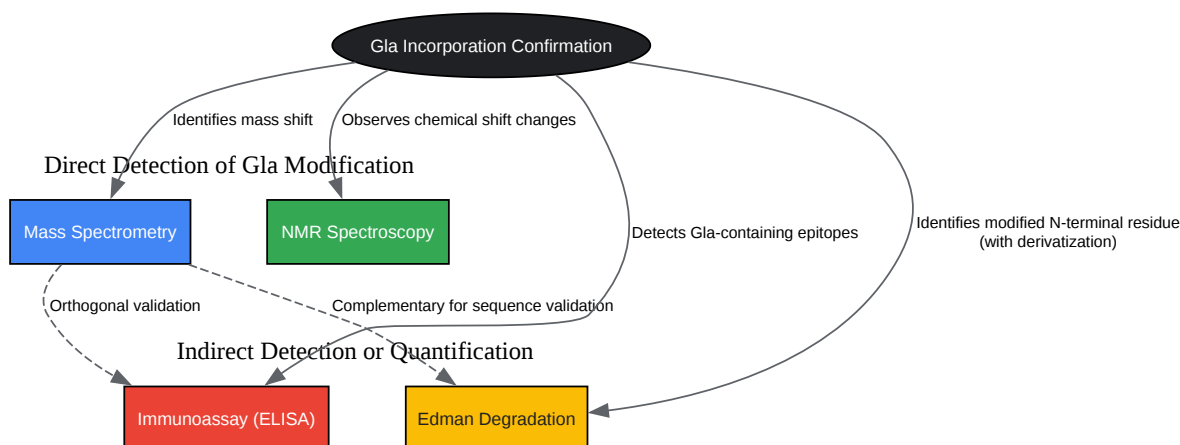 Gla Incorporation Confirmation
Identifies mass shift
Observes chemical shift changes
Direct Detection of Gla Modification
Mass Spectrometry
NMR Spectroscopy
Detects Gla-containing epitopes
Identifies modified N-terminal residue
(with derivatization)
Orthogonal validation
Complementary for sequence validation
Indirect Detection or Quantification
Immunoassay (ELISA)
Edman Degradation